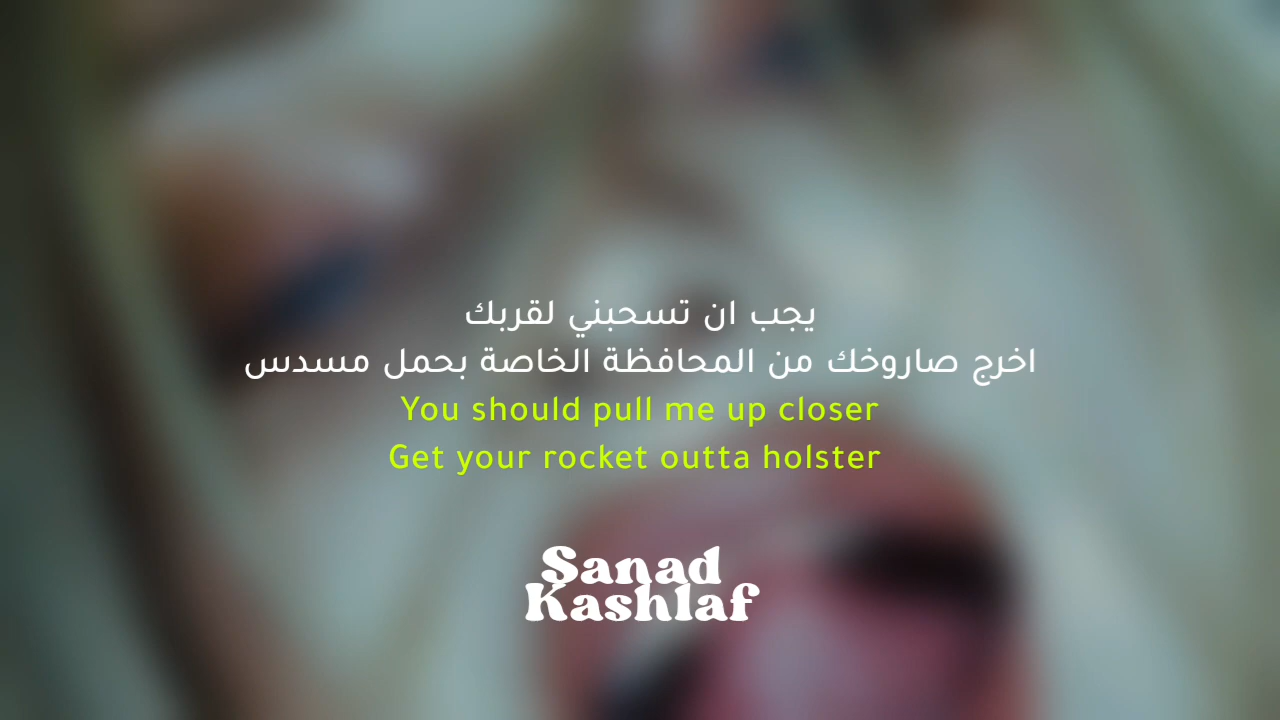 يجب ان تسحبني لقربك
اخرج صاروخك من المحافظة الخاصة بحمل مسدس
You should pull me up closer
Get your rocket outta holster
Sanad
Kashlaf